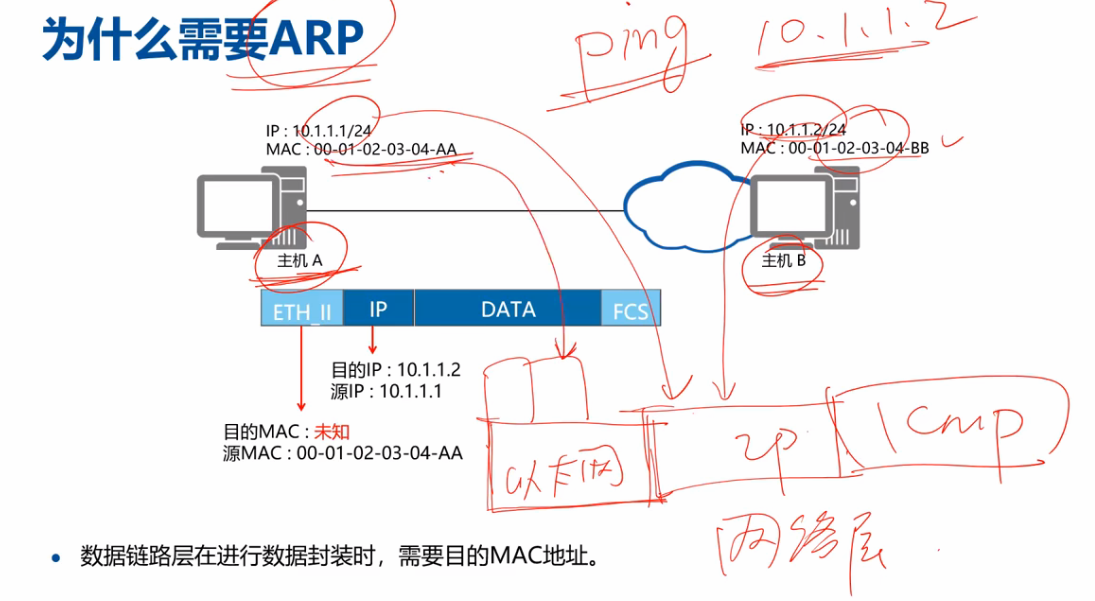 为什么需要ARP
ping 10.1.1.2
IP : 10.1.1.1/24
MAC : 00-01-02-03-04-AA
IP : 10.1.1.2/24
MAC : 00-01-02-03-04-BB
主机 A
主机 B
ETH_II IP DATA FCS
目的IP : 10.1.1.2
源IP : 10.1.1.1
目的MAC : 未知
源MAC : 00-01-02-03-04-AA
以太网 IP ICMP
网络层
• 数据链路层在进行数据封装时，需要目的MAC地址。